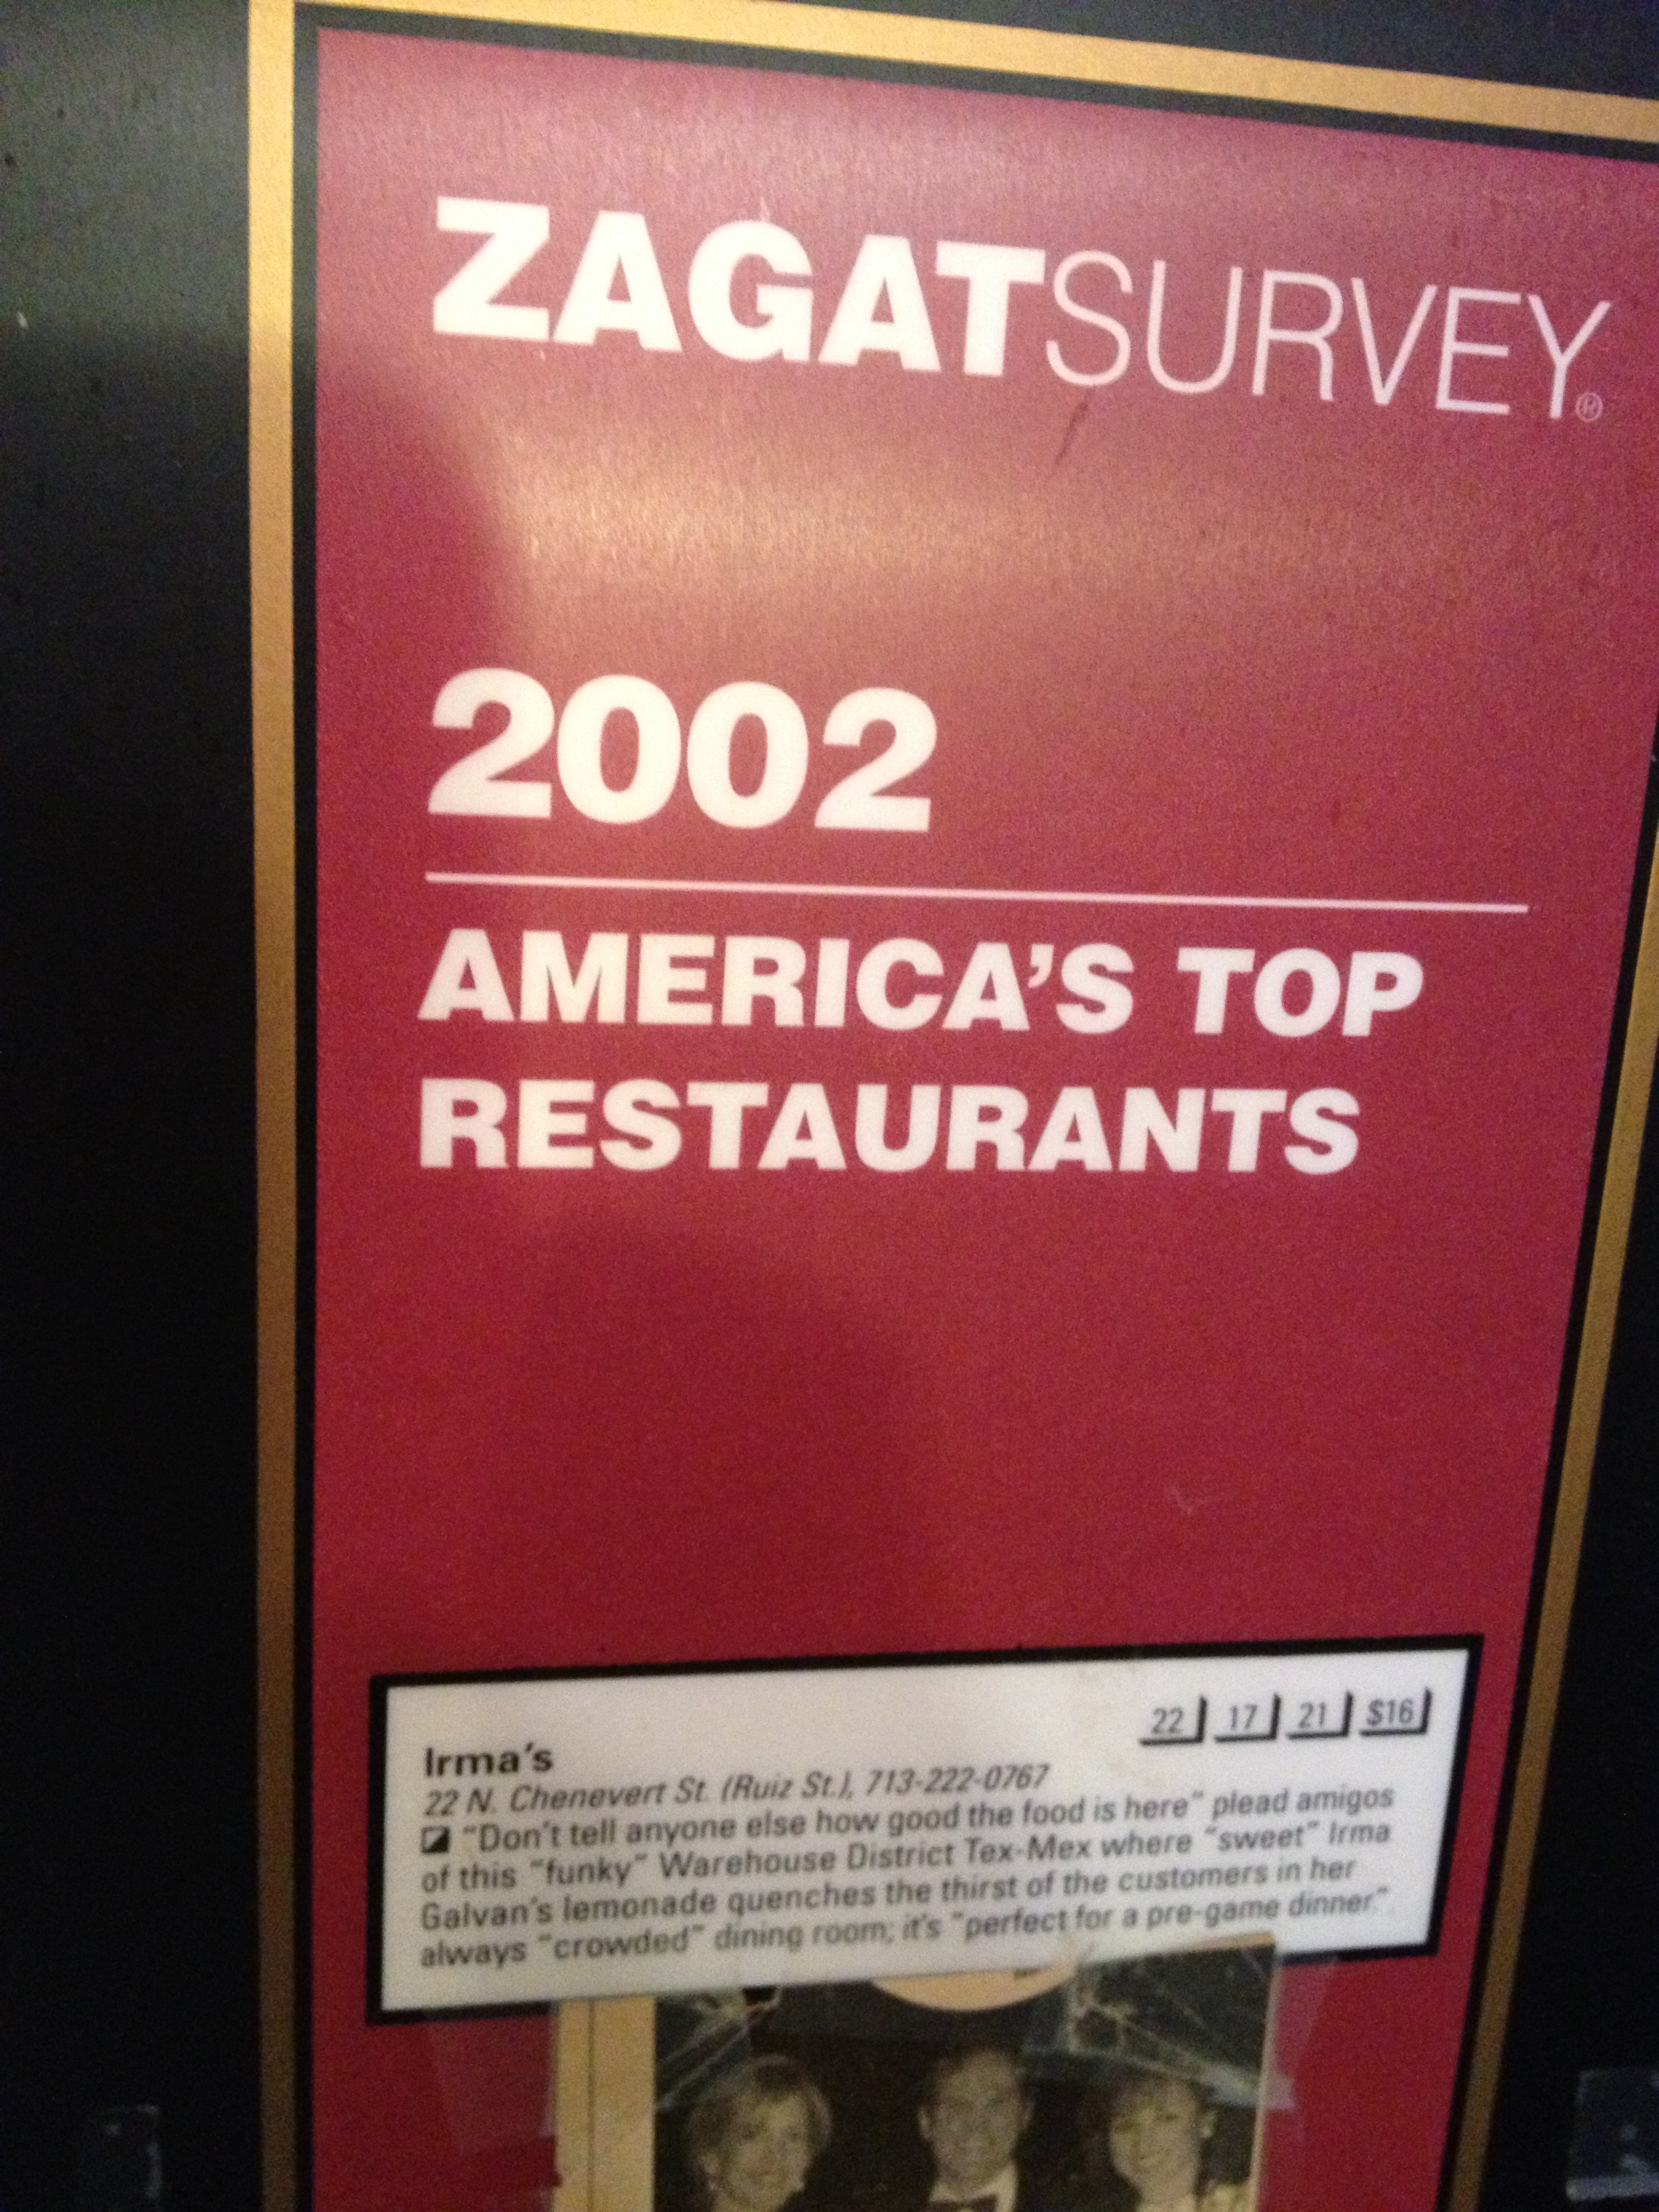 ZAGATSURVEY®
2002
AMERICA'S TOP
RESTAURANTS
22 17 21 $16
Irma's
22 N. Chenevert St. (Ruiz St.), 713-222-0767
"Don't tell anyone else how good the food is here" plead amigos
of this "funky" Warehouse District Tex-Mex where "sweet" Irma
Galvan's lemonade quenches the thirst of the customers in her
always "crowded" dining room; it's "perfect for a pre-game dinner."